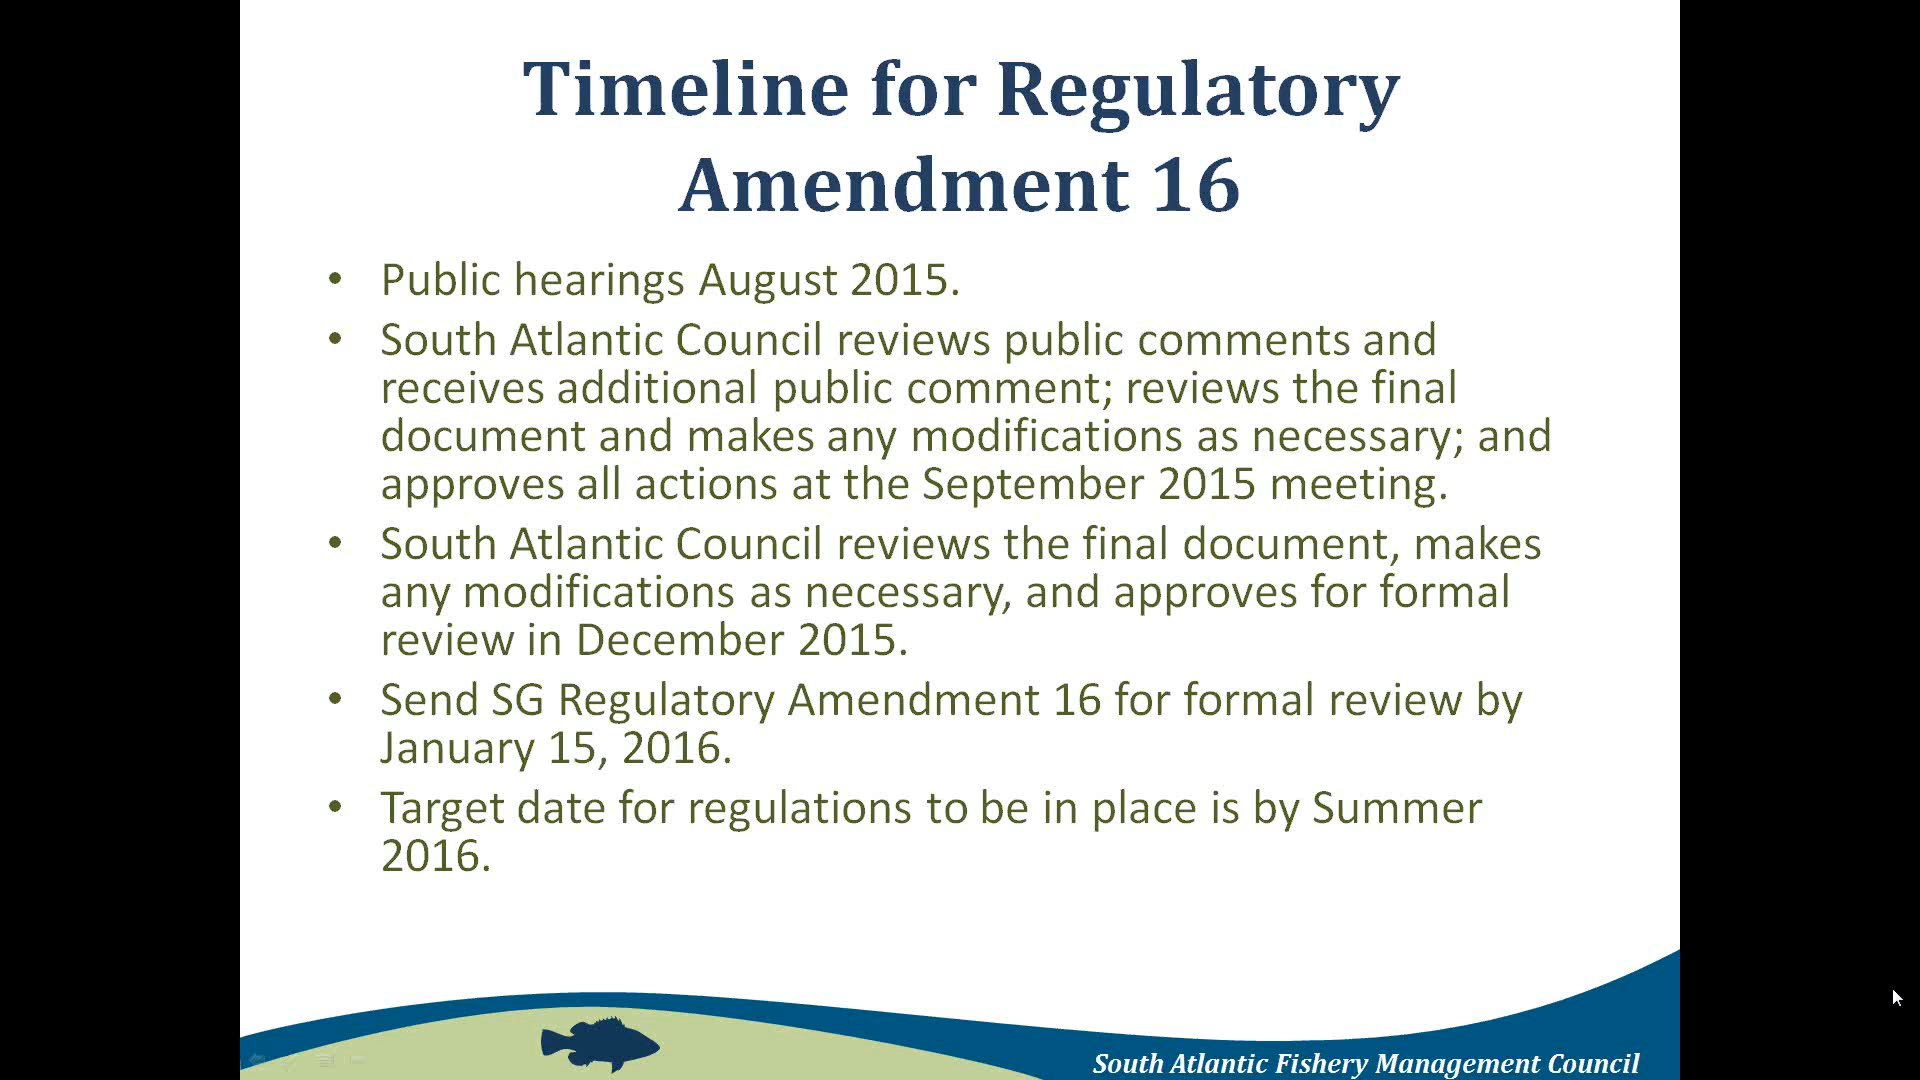 Timeline for Regulatory
Amendment 16
• Public hearings August 2015.
• South Atlantic Council reviews public comments and
receives additional public comment; reviews the final
document and makes any modifications as necessary; and
approves all actions at the September 2015 meeting.
• South Atlantic Council reviews the final document, makes
any modifications as necessary, and approves for formal
review in December 2015.
• Send SG Regulatory Amendment 16 for formal review by
January 15, 2016.
• Target date for regulations to be in place is by Summer
2016.
South Atlantic Fishery Management Council